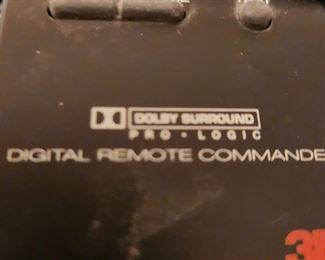 DOLBY SURROUND
PRO • LOGIC
DIGITAL REMOTE COMMANDE